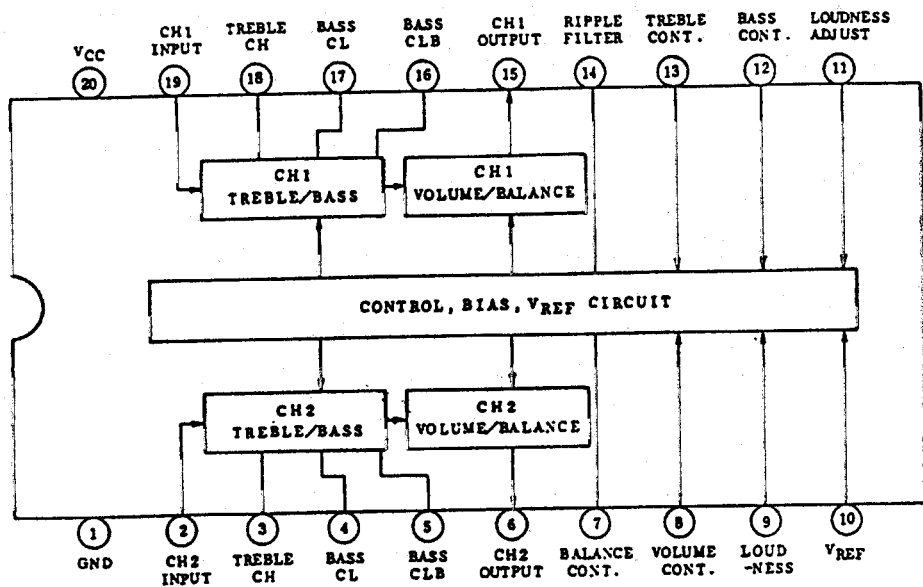 VCC
CH1
INPUT
TREBLE
CH
BASS
CL
BASS
CLB
CH1
OUTPUT
RIPPLE
FILTER
TREBLE
CONT.
BASS
CONT.
LOUDNESS
ADJUST
20
19
18
17
16
15
14
13
12
11
CH1
TREBLE/BASS
CH1
VOLUME/BALANCE
CONTROL, BIAS, VREF CIRCUIT
CH2
TREBLE/BASS
CH2
VOLUME/BALANCE
1
2
3
4
5
6
7
8
9
10
GND
CH2
INPUT
TREBLE
CH
BASS
CL
BASS
CLB
CH2
OUTPUT
BALANCE
CONT.
VOLUME
CONT.
LOUD
-NESS
VREF